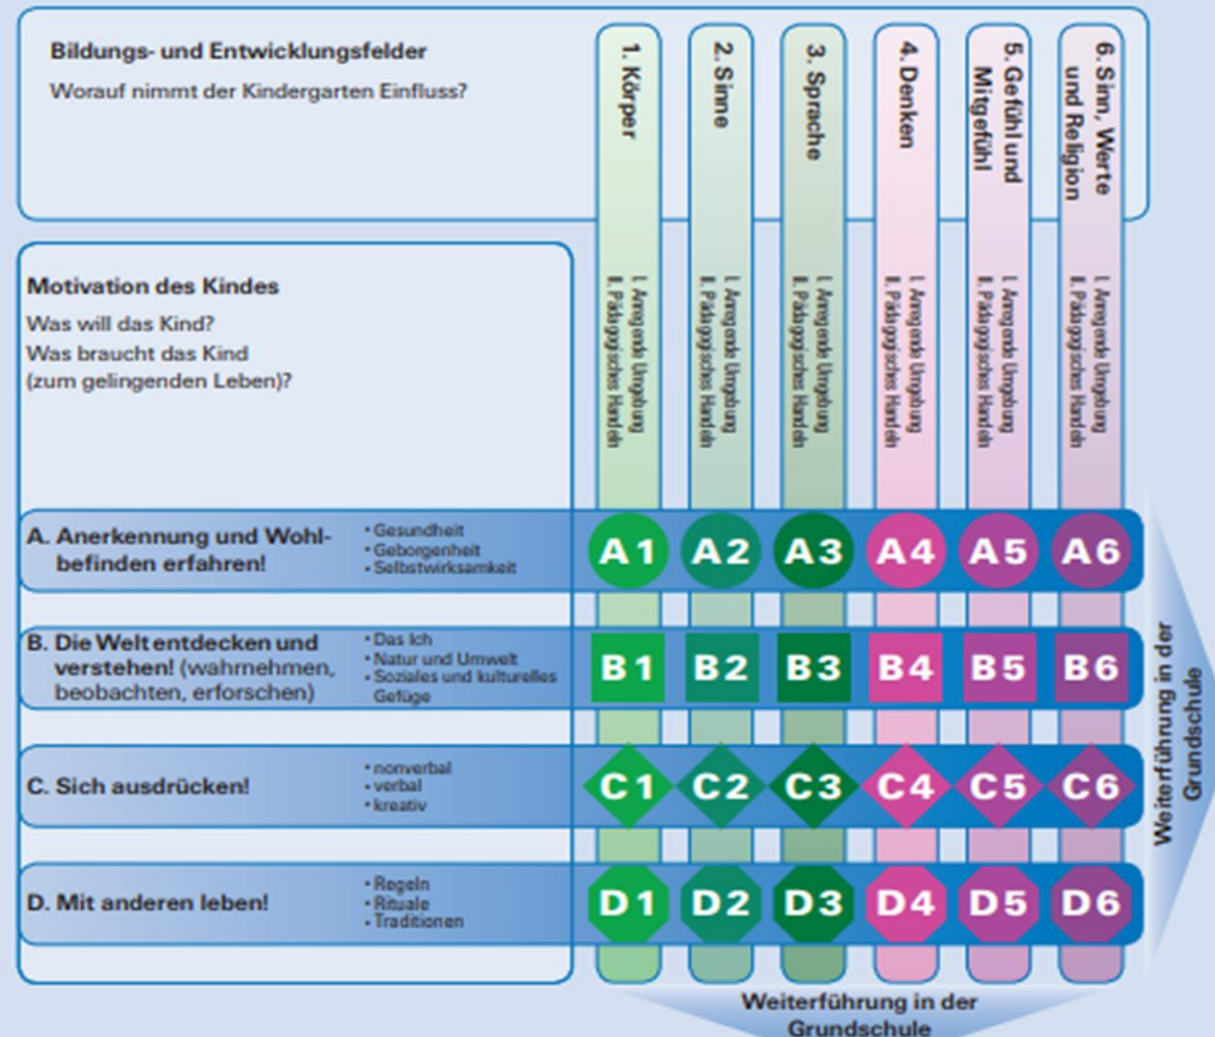 Bildungs- und Entwicklungsfelder
Worauf nimmt der Kindergarten Einfluss?
1. Körper
2. Sinne
3. Sprache
4. Denken
5. Gefühl und
Mitgefühl
6. Sinn, Werte
und Religion
Motivation des Kindes
Was will das Kind?
Was braucht das Kind
(zum gelingenden Leben)?
I. Anregende Umgebung
II. Pädagogisches Handeln
I. Anregende Umgebung
II. Pädagogisches Handeln
I. Anregende Umgebung
II. Pädagogisches Handeln
I. Anregende Umgebung
II. Pädagogisches Handeln
I. Anregende Umgebung
II. Pädagogisches Handeln
I. Anregende Umgebung
II. Pädagogisches Handeln
A. Anerkennung und Wohl-
befinden erfahren!
• Gesundheit
• Geborgenheit
• Selbstwirksamkeit
A1 A2 A3 A4 A5 A6
B. Die Welt entdecken und
verstehen! (wahrnehmen,
beobachten, erforschen)
• Das Ich
• Natur und Umwelt
• Soziales und kulturelles
Gefüge
B1 B2 B3 B4 B5 B6
C. Sich ausdrücken!
• nonverbal
• verbal
• kreativ
C1 C2 C3 C4 C5 C6
D. Mit anderen leben!
• Regeln
• Rituale
• Traditionen
D1 D2 D3 D4 D5 D6
Weiterführung in der
Grundschule
Weiterführung in der
Grundschule